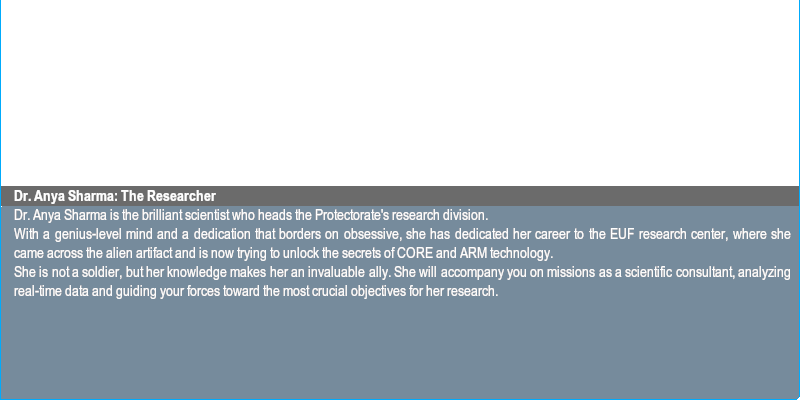 Dr. Anya Sharma: The Researcher
Dr. Anya Sharma is the brilliant scientist who heads the Protectorate's research division.
With a genius-level mind and a dedication that borders on obsessive, she has dedicated her career to the EUF research center, where she
came across the alien artifact and is now trying to unlock the secrets of CORE and ARM technology.
She is not a soldier, but her knowledge makes her an invaluable ally. She will accompany you on missions as a scientific consultant, analyzing
real-time data and guiding your forces toward the most crucial objectives for her research.